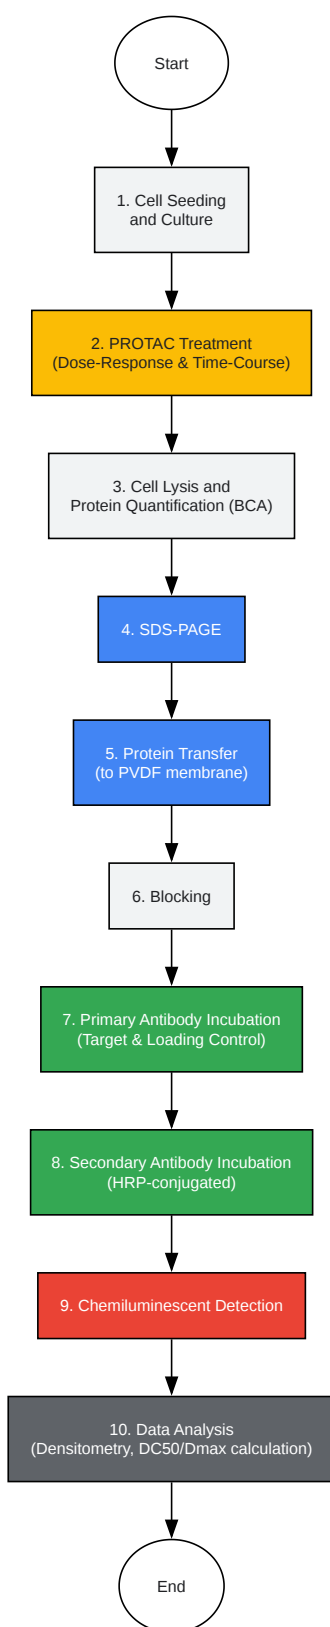 Start
1. Cell Seeding
and Culture
2. PROTAC Treatment
(Dose-Response & Time-Course)
3. Cell Lysis and
Protein Quantification (BCA)
4. SDS-PAGE
5. Protein Transfer
(to PVDF membrane)
6. Blocking
7. Primary Antibody Incubation
(Target & Loading Control)
8. Secondary Antibody Incubation
(HRP-conjugated)
9. Chemiluminescent Detection
10. Data Analysis
(Densitometry, DC50/Dmax calculation)
End